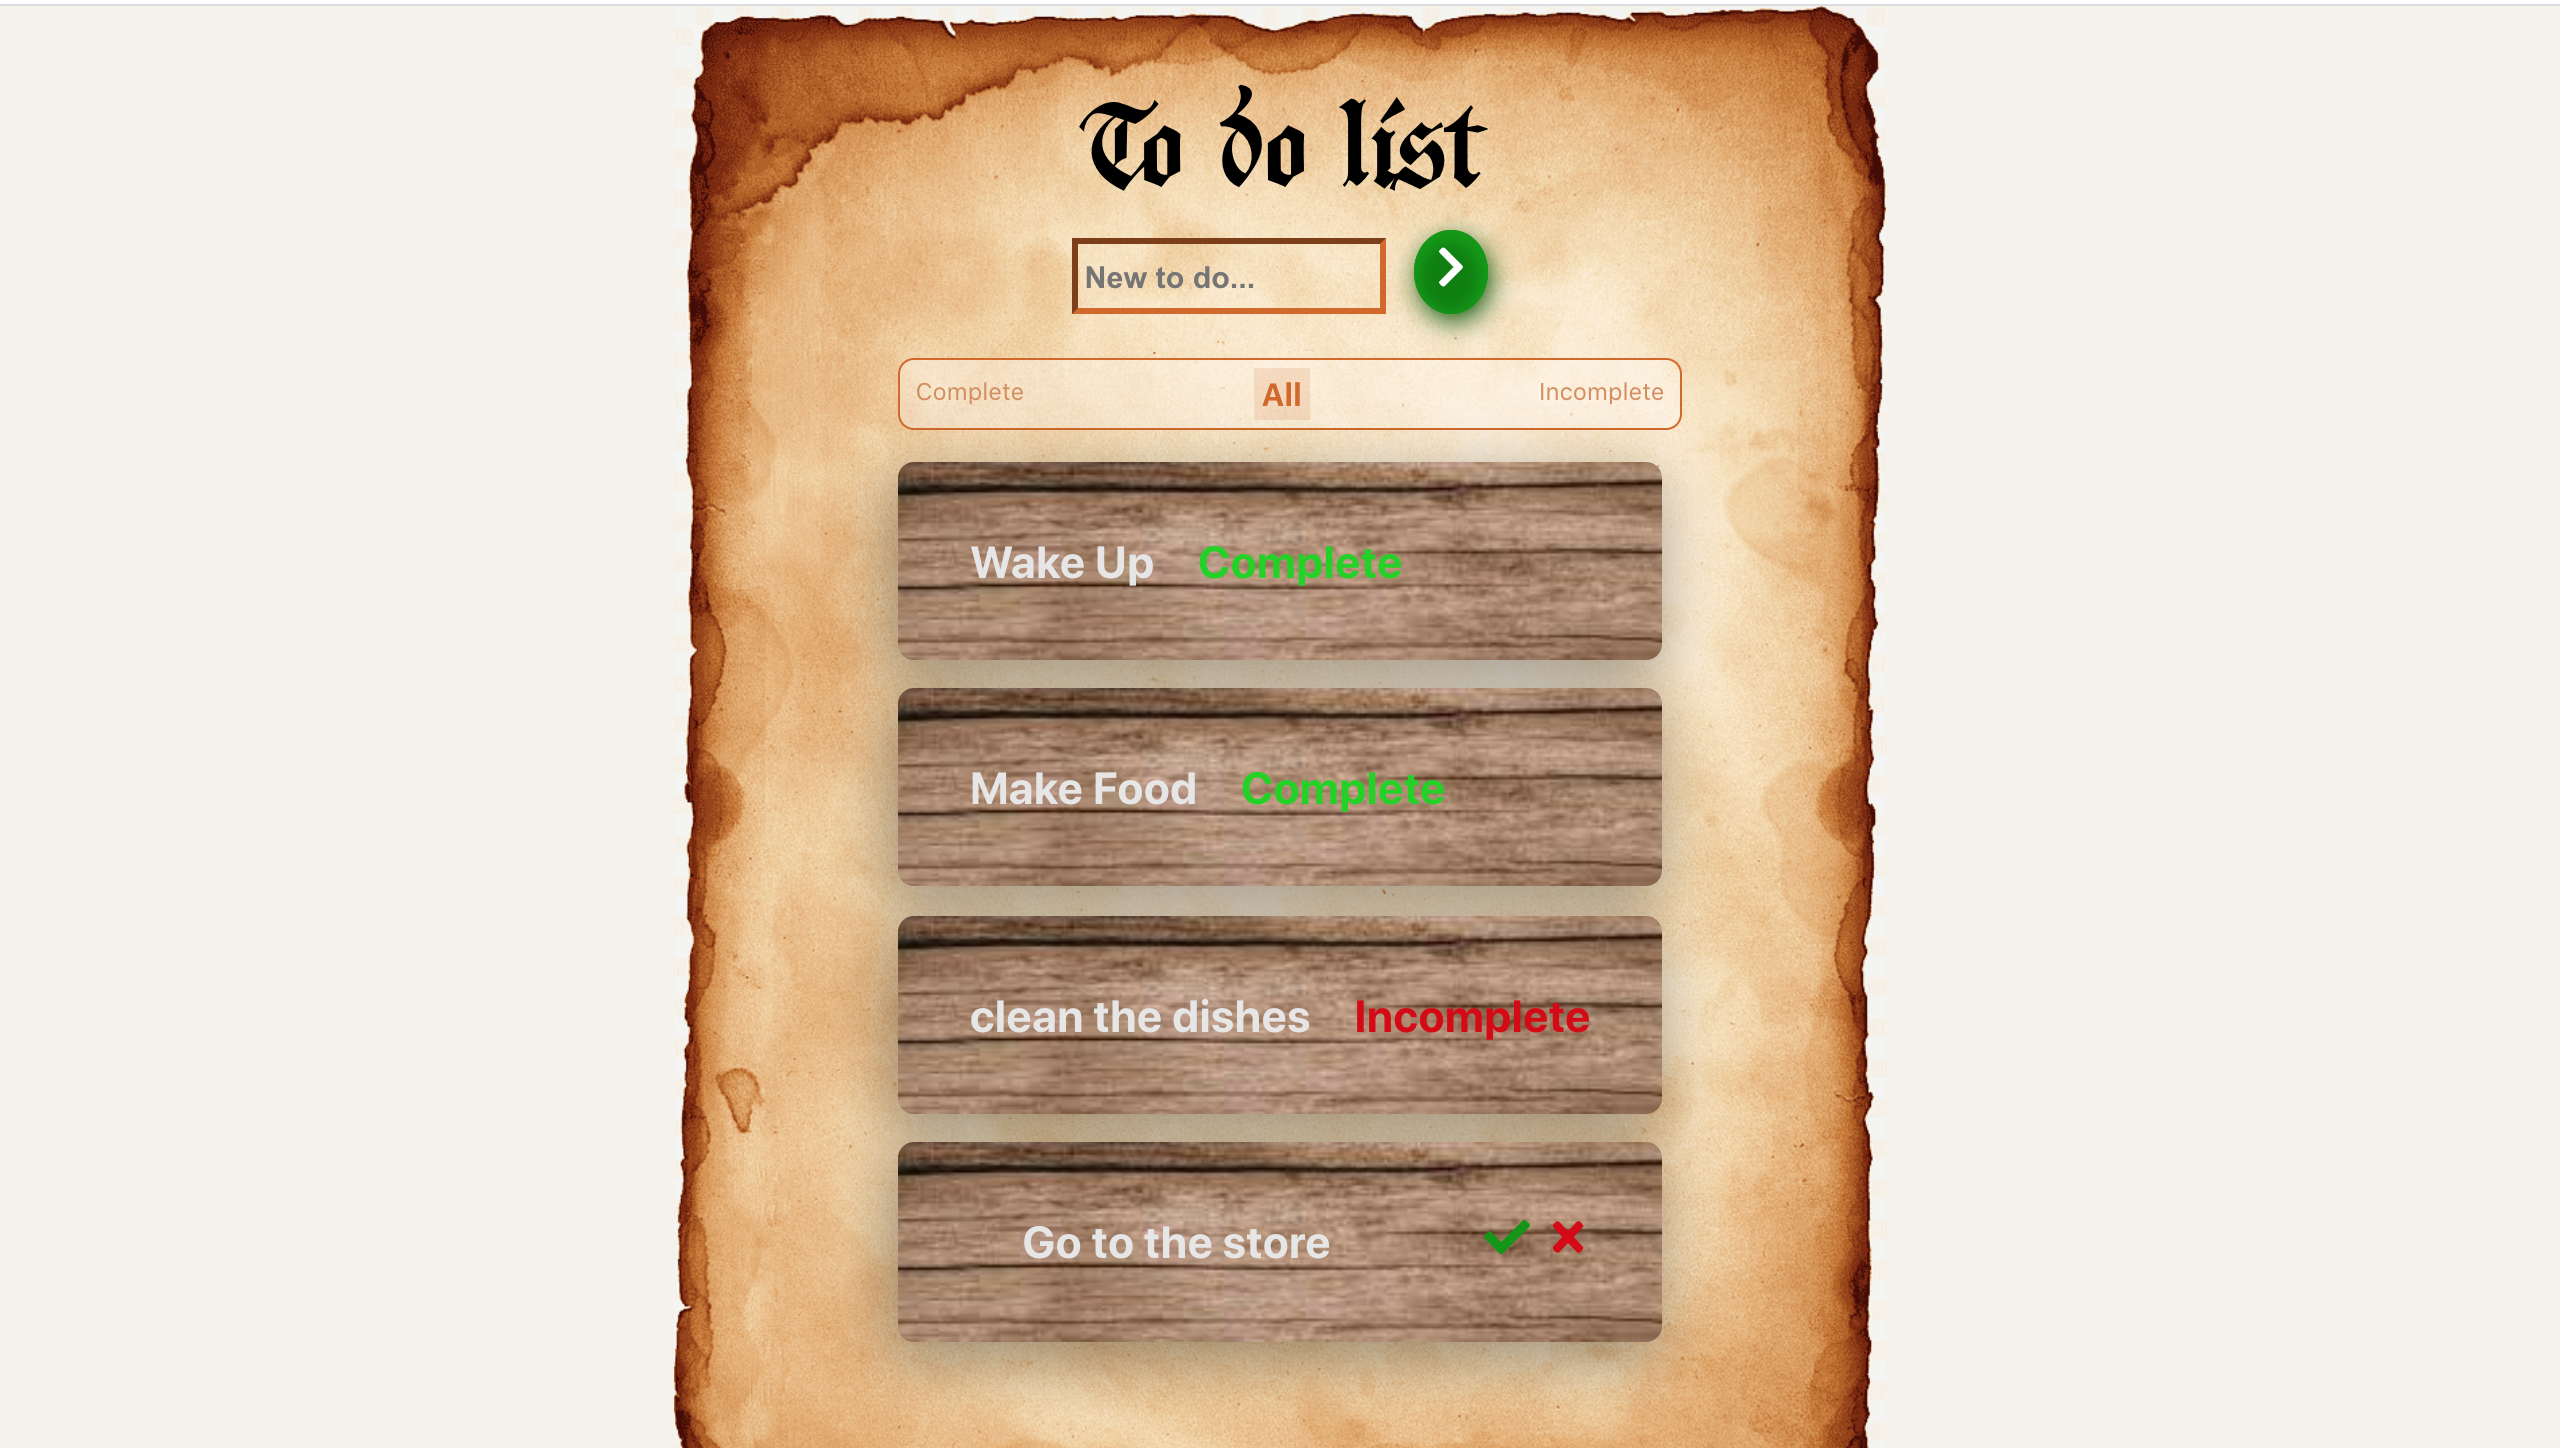 To do list
New to do...
Complete All Incomplete
Wake Up Complete
Make Food Complete
clean the dishes Incomplete
Go to the store